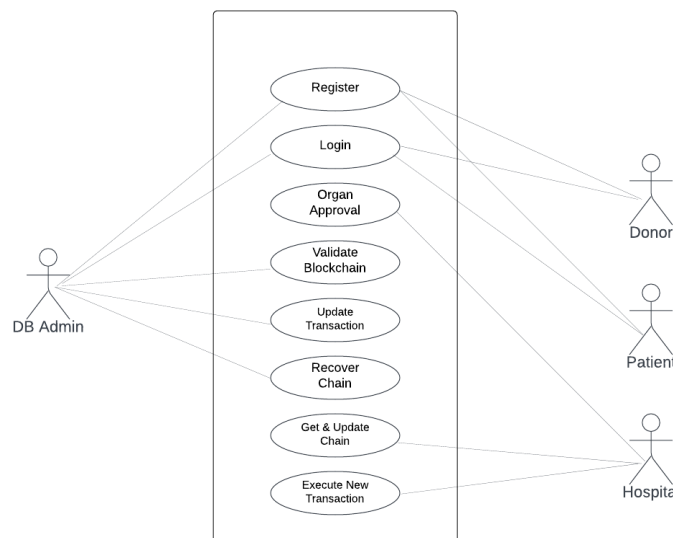 Register
Login
Organ
Approval
Validate
Blockchain
Update
Transaction
Recover
Chain
Get & Update
Chain
Execute New
Transaction
DB Admin
Donor
Patient
Hospita